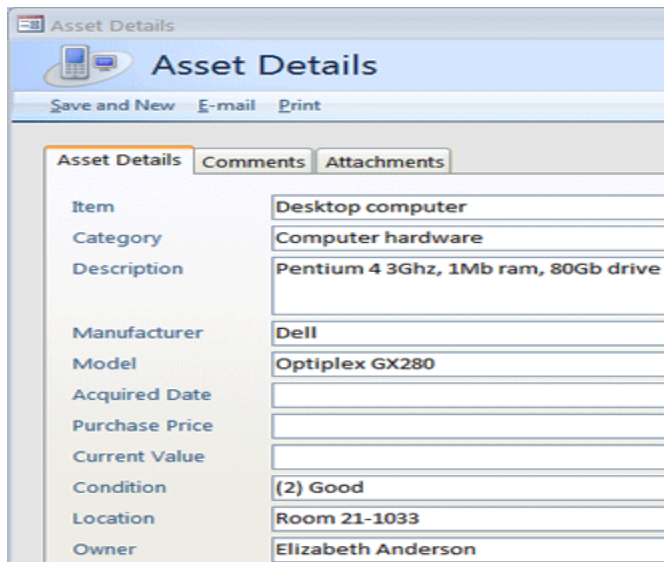 Asset Details
Asset Details
Save and New E-mail Print
Asset Details Comments Attachments
Item Desktop computer
Category Computer hardware
Description Pentium 4 3Ghz, 1Mb ram, 80Gb drive
Manufacturer Dell
Model Optiplex GX280
Acquired Date
Purchase Price
Current Value
Condition (2) Good
Location Room 21-1033
Owner Elizabeth Anderson